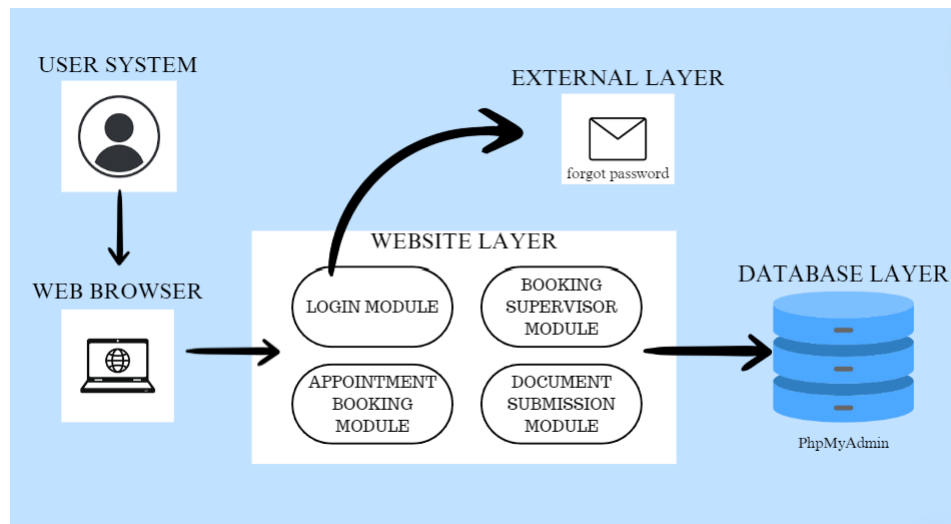 USER SYSTEM
EXTERNAL LAYER
forgot password
WEBSITE LAYER
WEB BROWSER
LOGIN MODULE
BOOKING
SUPERVISOR
MODULE
APPOINTMENT
BOOKING
MODULE
DOCUMENT
SUBMISSION
MODULE
DATABASE LAYER
PhpMyAdmin